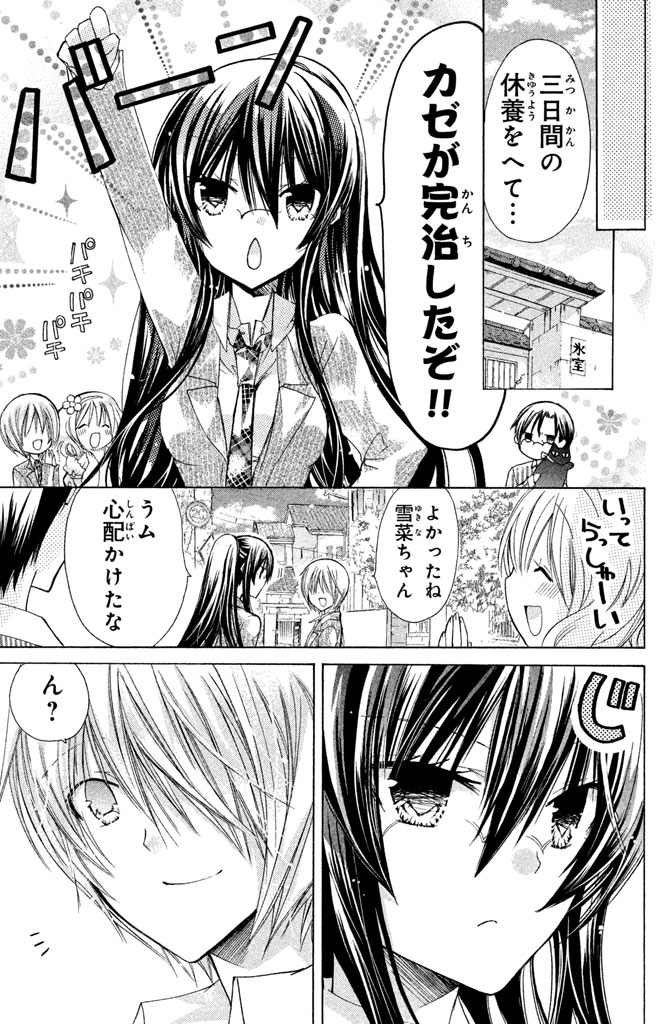 三日間の
休養をへて…
氷室
カゼが完治したぞ!!
バーン
パチパチ
パチ
いって
らっしゃーい
よかったね
雪菜ちゃん
うム
心配かけたな
じー
ん?